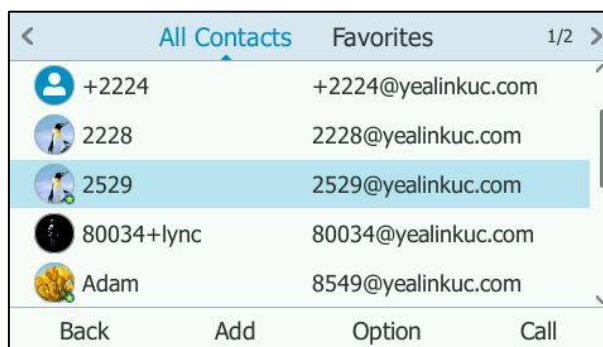 All Contacts Favorites 1/2
+2224 +2224@yealinkuc.com
2228 2228@yealinkuc.com
2529 2529@yealinkuc.com
80034+lync 80034@yealinkuc.com
Adam 8549@yealinkuc.com
Back Add Option Call